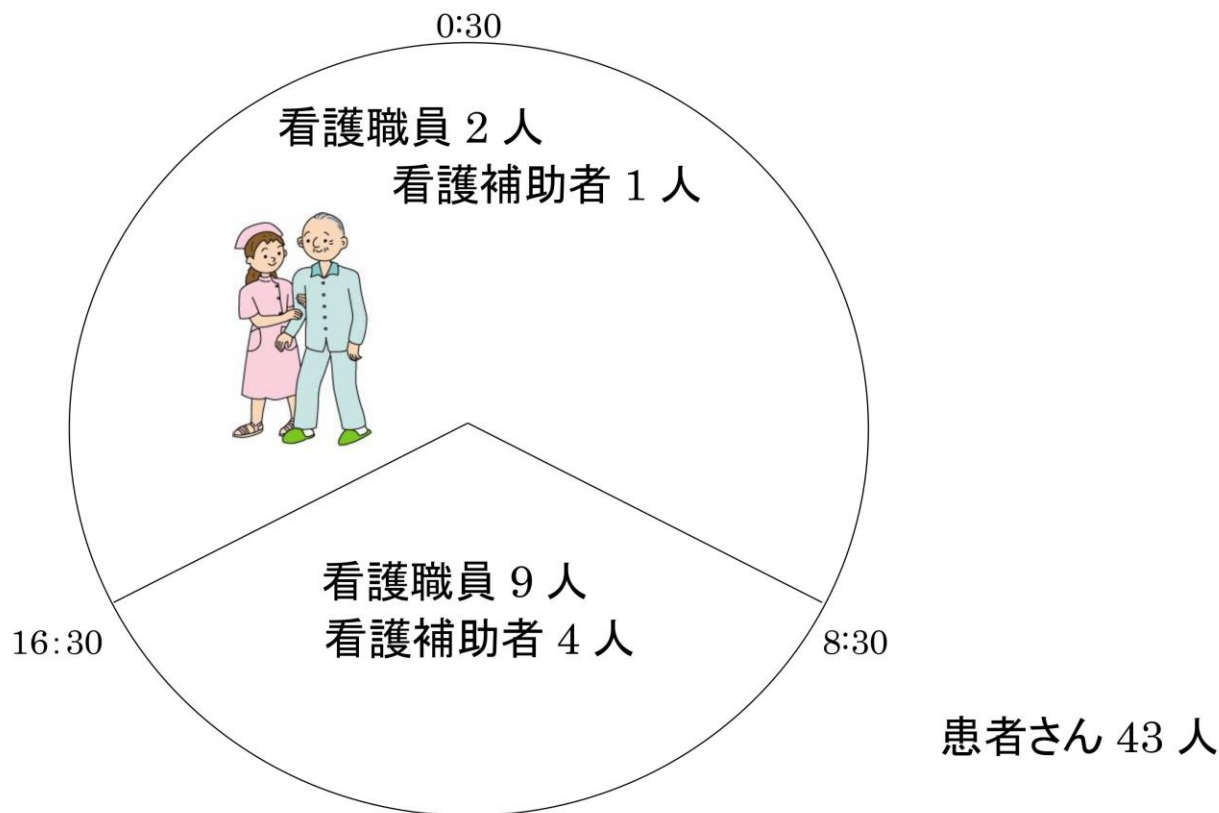 0:30
看護職員 2 人
看護補助者 1 人
看護職員 9 人
看護補助者 4 人
16:30
8:30
患者さん 43 人